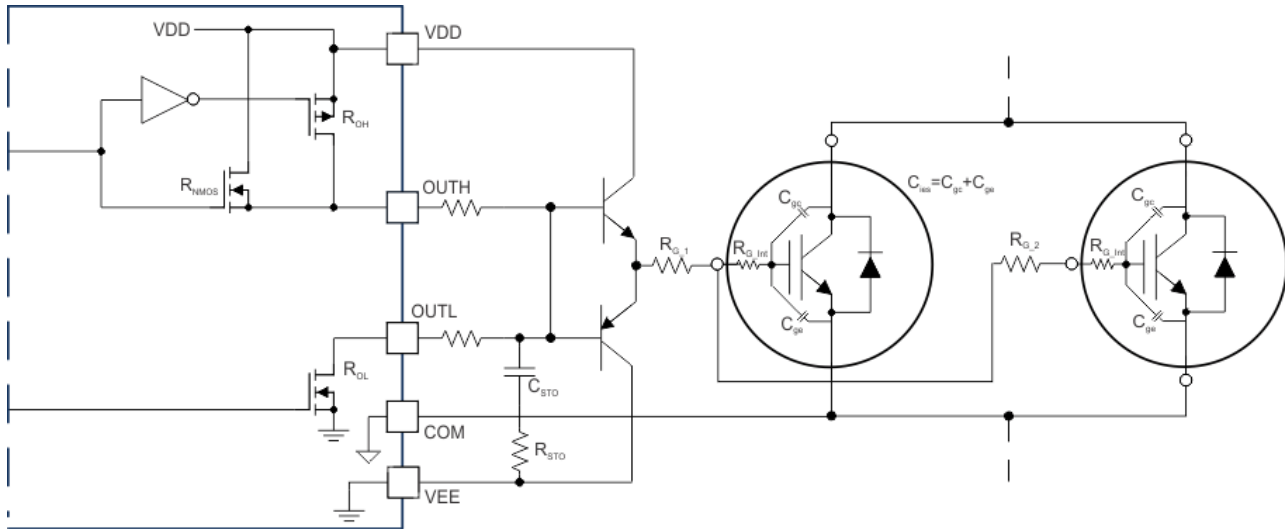 VDD
VDD
R_OH
R_NMOS
OUTH
OUTL
R_OL
C_STO
COM
R_STO
VEE
R_G_1
R_G_Int
C_gc
C_ge
C_ies=C_gc+C_ge
R_G_2
R_G_Int
C_gc
C_ge